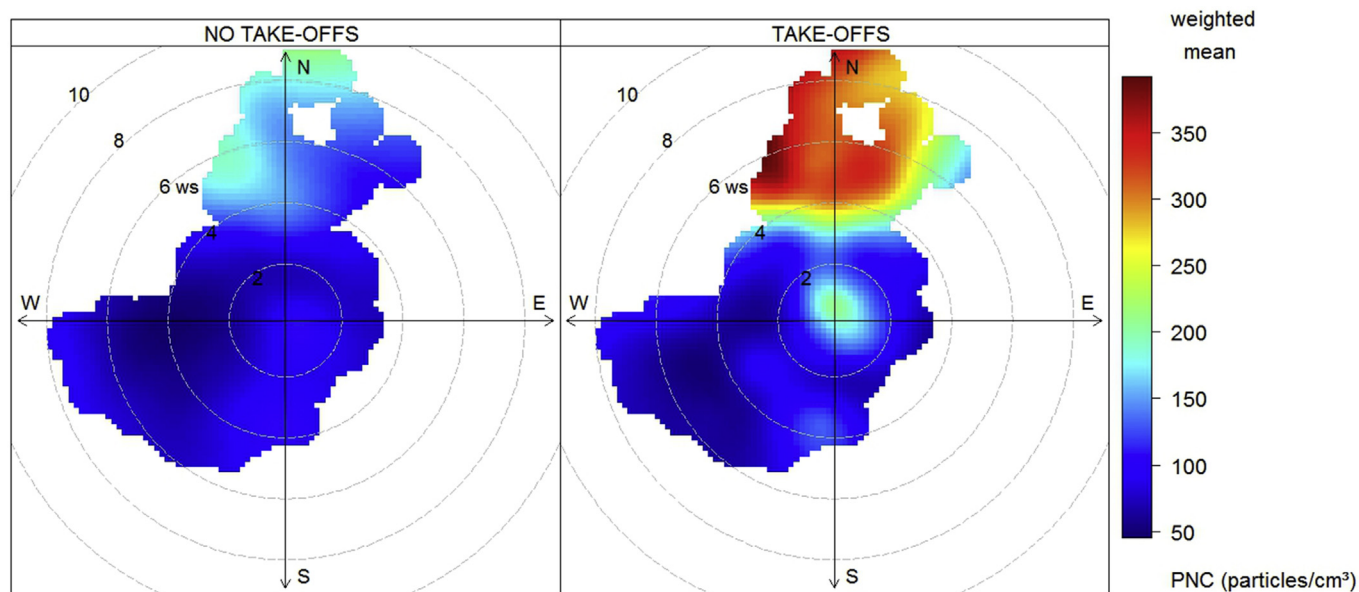 NO TAKE-OFFS
TAKE-OFFS
weighted
mean
N
10
8
6 ws
4
2
W
E
S
N
10
8
6 ws
4
2
W
E
S
350
300
250
200
150
100
50
PNC (particles/cm³)